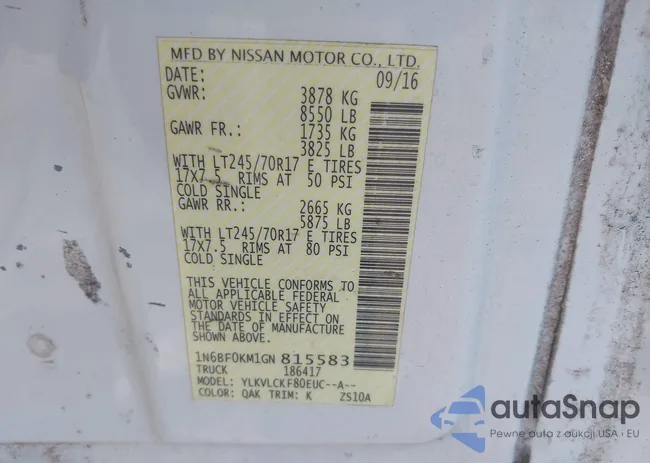 MFD BY NISSAN MOTOR CO., LTD.
DATE: 09/16
GVWR: 3878 KG
8550 LB
GAWR FR.: 1735 KG
3825 LB
WITH LT245/70R17 E TIRES
17X7.5 RIMS AT 50 PSI
COLD SINGLE
GAWR RR.: 2665 KG
5875 LB
WITH LT245/70R17 E TIRES
17X7.5 RIMS AT 80 PSI
COLD SINGLE
THIS VEHICLE CONFORMS TO
ALL APPLICABLE FEDERAL
MOTOR VEHICLE SAFETY
STANDARDS IN EFFECT ON
THE DATE OF MANUFACTURE
SHOWN ABOVE.
1N6BF0KM1GN 815583
TRUCK 186417
MODEL: YLKVLCKF80EUC--A--
COLOR: QAK TRIM: K ZS10A
autaSnap
Pewne auta z aukcji USA i EU